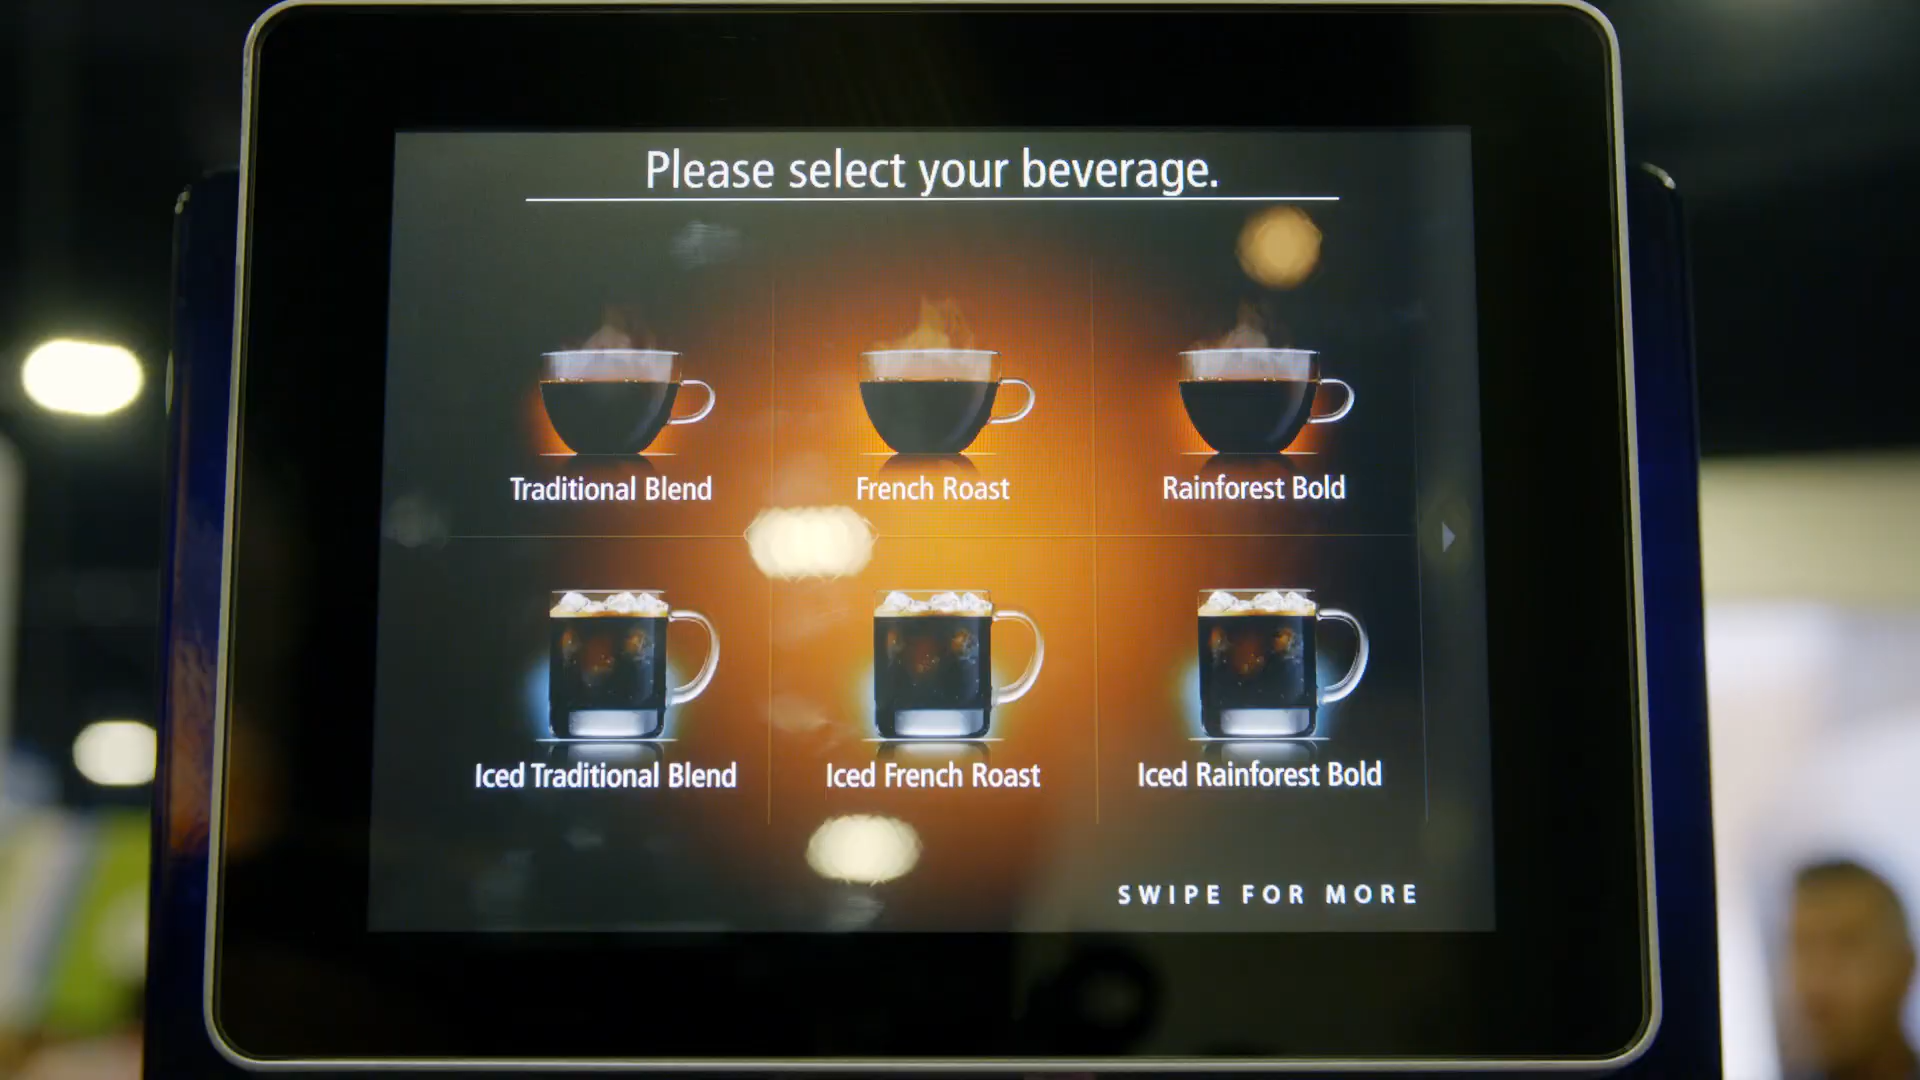 Please select your beverage.
Traditional Blend
French Roast
Rainforest Bold
Iced Traditional Blend
Iced French Roast
Iced Rainforest Bold
SWIPE FOR MORE